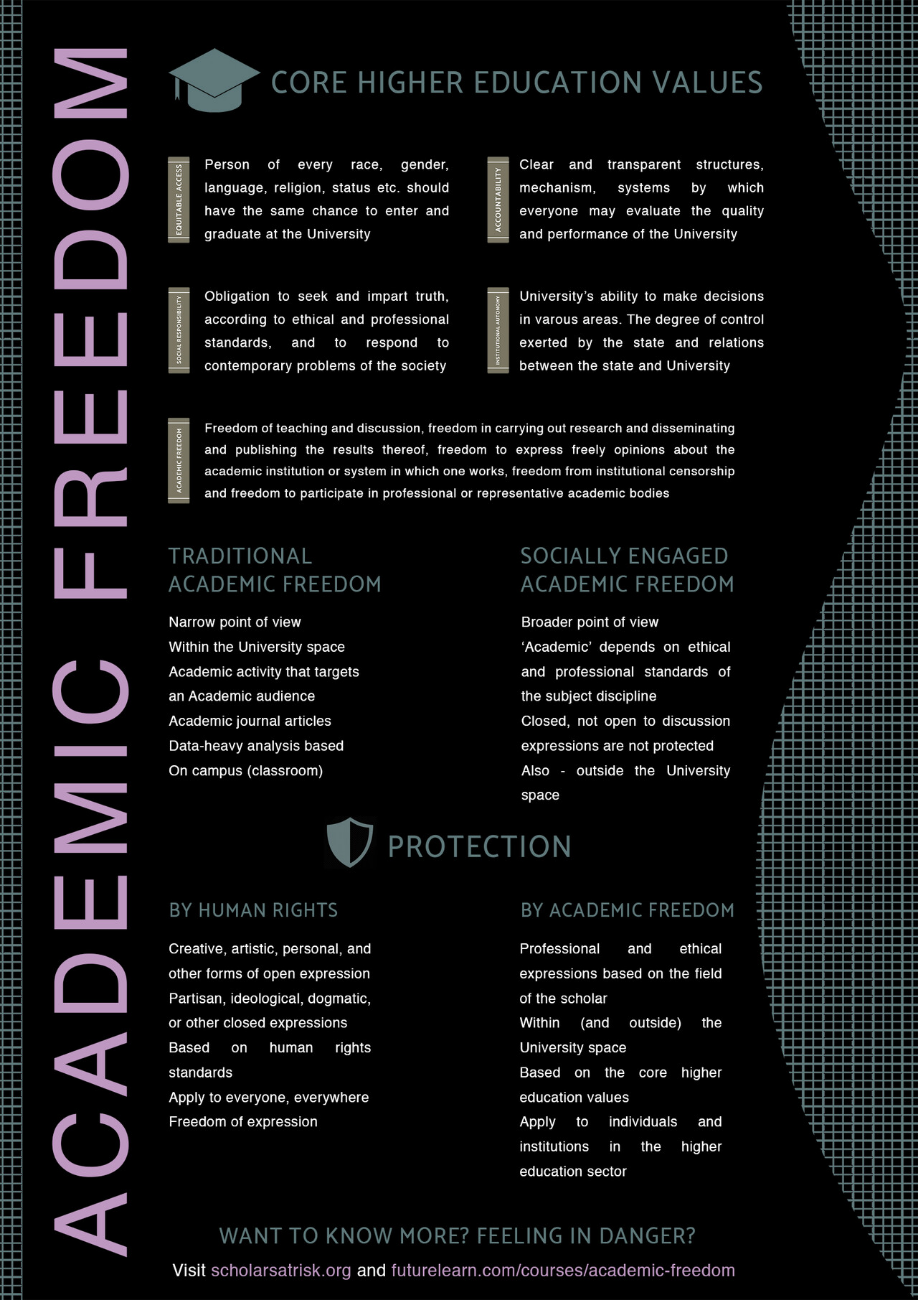 ACADEMIC FREEDOM
CORE HIGHER EDUCATION VALUES
EQUITABLE ACCESS
Person of every race, gender,
language, religion, status etc. should
have the same chance to enter and
graduate at the University
ACCOUNTABILITY
Clear and transparent structures,
mechanism, systems by which
everyone may evaluate the quality
and performance of the University
SOCIAL RESPONSIBILITY
Obligation to seek and impart truth,
according to ethical and professional
standards, and to respond to
contemporary problems of the society
INSTITUTIONAL AUTONOMY
University's ability to make decisions
in varous areas. The degree of control
exerted by the state and relations
between the state and University
ACADEMIC FREEDOM
Freedom of teaching and discussion, freedom in carrying out research and disseminating
and publishing the results thereof, freedom to express freely opinions about the
academic institution or system in which one works, freedom from institutional censorship
and freedom to participate in professional or representative academic bodies
TRADITIONAL
ACADEMIC FREEDOM
Narrow point of view
Within the University space
Academic activity that targets
an Academic audience
Academic journal articles
Data-heavy analysis based
On campus (classroom)
SOCIALLY ENGAGED
ACADEMIC FREEDOM
Broader point of view
‘Academic’ depends on ethical
and professional standards of
the subject discipline
Closed, not open to discussion
expressions are not protected
Also - outside the University
space
PROTECTION
BY HUMAN RIGHTS
Creative, artistic, personal, and
other forms of open expression
Partisan, ideological, dogmatic,
or other closed expressions
Based on human rights
standards
Apply to everyone, everywhere
Freedom of expression
BY ACADEMIC FREEDOM
Professional and ethical
expressions based on the field
of the scholar
Within (and outside) the
University space
Based on the core higher
education values
Apply to individuals and
institutions in the higher
education sector
WANT TO KNOW MORE? FEELING IN DANGER?
Visit scholarsatrisk.org and futurelearn.com/courses/academic-freedom